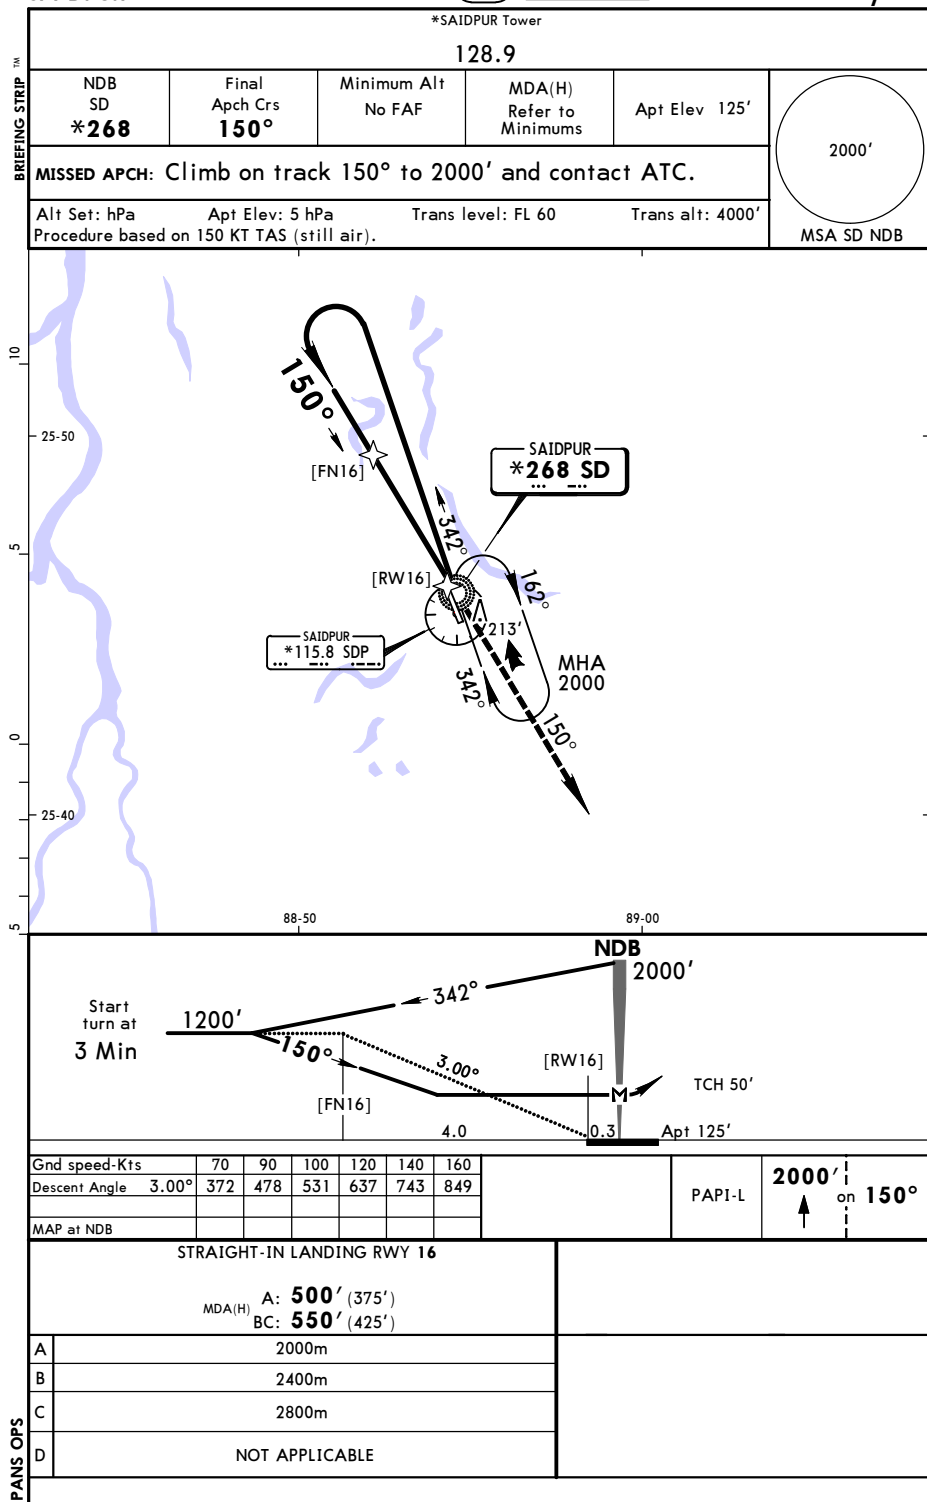 *SAIDPUR Tower
128.9
BRIEFING STRIP ™
NDB
SD
*268
Final
Apch Crs
150°
Minimum Alt
No FAF
MDA(H)
Refer to
Minimums
Apt Elev 125'
2000'
MSA SD NDB
MISSED APCH: Climb on track 150° to 2000' and contact ATC.
Alt Set: hPa Apt Elev: 5 hPa Trans level: FL 60 Trans alt: 4000'
Procedure based on 150 KT TAS (still air).
10
5
0
5
25-50
25-40
88-50
89-00
150°
[FN16]
SAIDPUR
*268 SD
342°
[RW16]
162°
SAIDPUR
*115.8 SDP
213'
MHA
2000
342°
150°
NDB
2000'
342°
Start
turn at
3 Min
1200'
150°
3.00°
[RW16]
[FN16]
M
TCH 50'
4.0
0.3
Apt 125'
Gnd speed-Kts 70 90 100 120 140 160
Descent Angle 3.00° 372 478 531 637 743 849
MAP at NDB
PAPI-L
2000'
on 150°
STRAIGHT-IN LANDING RWY 16
MDA(H)
A: 500' (375')
BC: 550' (425')
A 2000m
B 2400m
C 2800m
D NOT APPLICABLE
PANS OPS